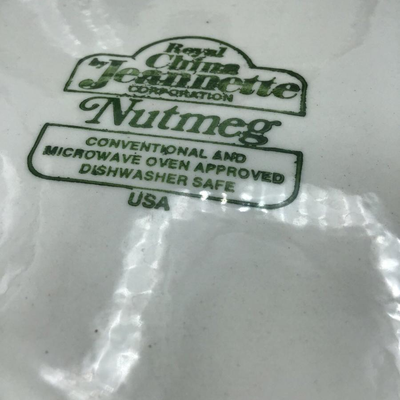 Royal
China
by Jeannette
CORPORATION
Nutmeg
CONVENTIONAL AND
MICROWAVE OVEN APPROVED
DISHWASHER SAFE
USA